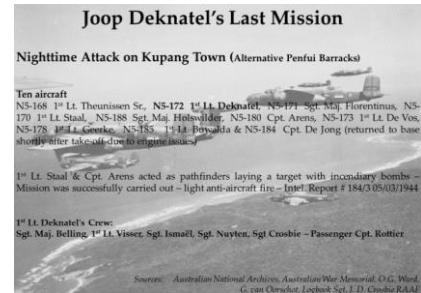 Joop Deknatel's Last Mission
Nighttime Attack on Kupang Town (Alternative Penfui Barracks)
Ten aircraft
N5-168 1st Lt. Theunissen Sr., N5-172 1st Lt. Deknatel, N5-171 Sgt. Maj. Florentinus, N5-
170 1st Lt. Staal, N5-188 Sgt. Maj. Holswilder, N5-180 Cpt. Arens, N5-173 1st Lt. De Vos,
N5-178 1st Lt. Geerke, N5-185 1st Lt. Bowalda & N5-184 Cpt. De Jong (returned to base
shortly after take-off due to engine issues)
1st Lt. Staal & Cpt. Arens acted as pathfinders laying a target with incendiary bombs –
Mission was successfully carried out – light anti-aircraft fire – Intel. Report # 184/3 05/03/1944
1st Lt. Deknatel's Crew:
Sgt. Maj. Belling, 1st Lt. Visser, Sgt. Ismaël, Sgt. Nuyten, Sgt Crosbie – Passenger Cpt. Rottier
Sources: Australian National Archives, Australian War Memorial, O.G. Ward,
G. van Oorschot, Logbook Sgt. J. D. Crosbie RAAF